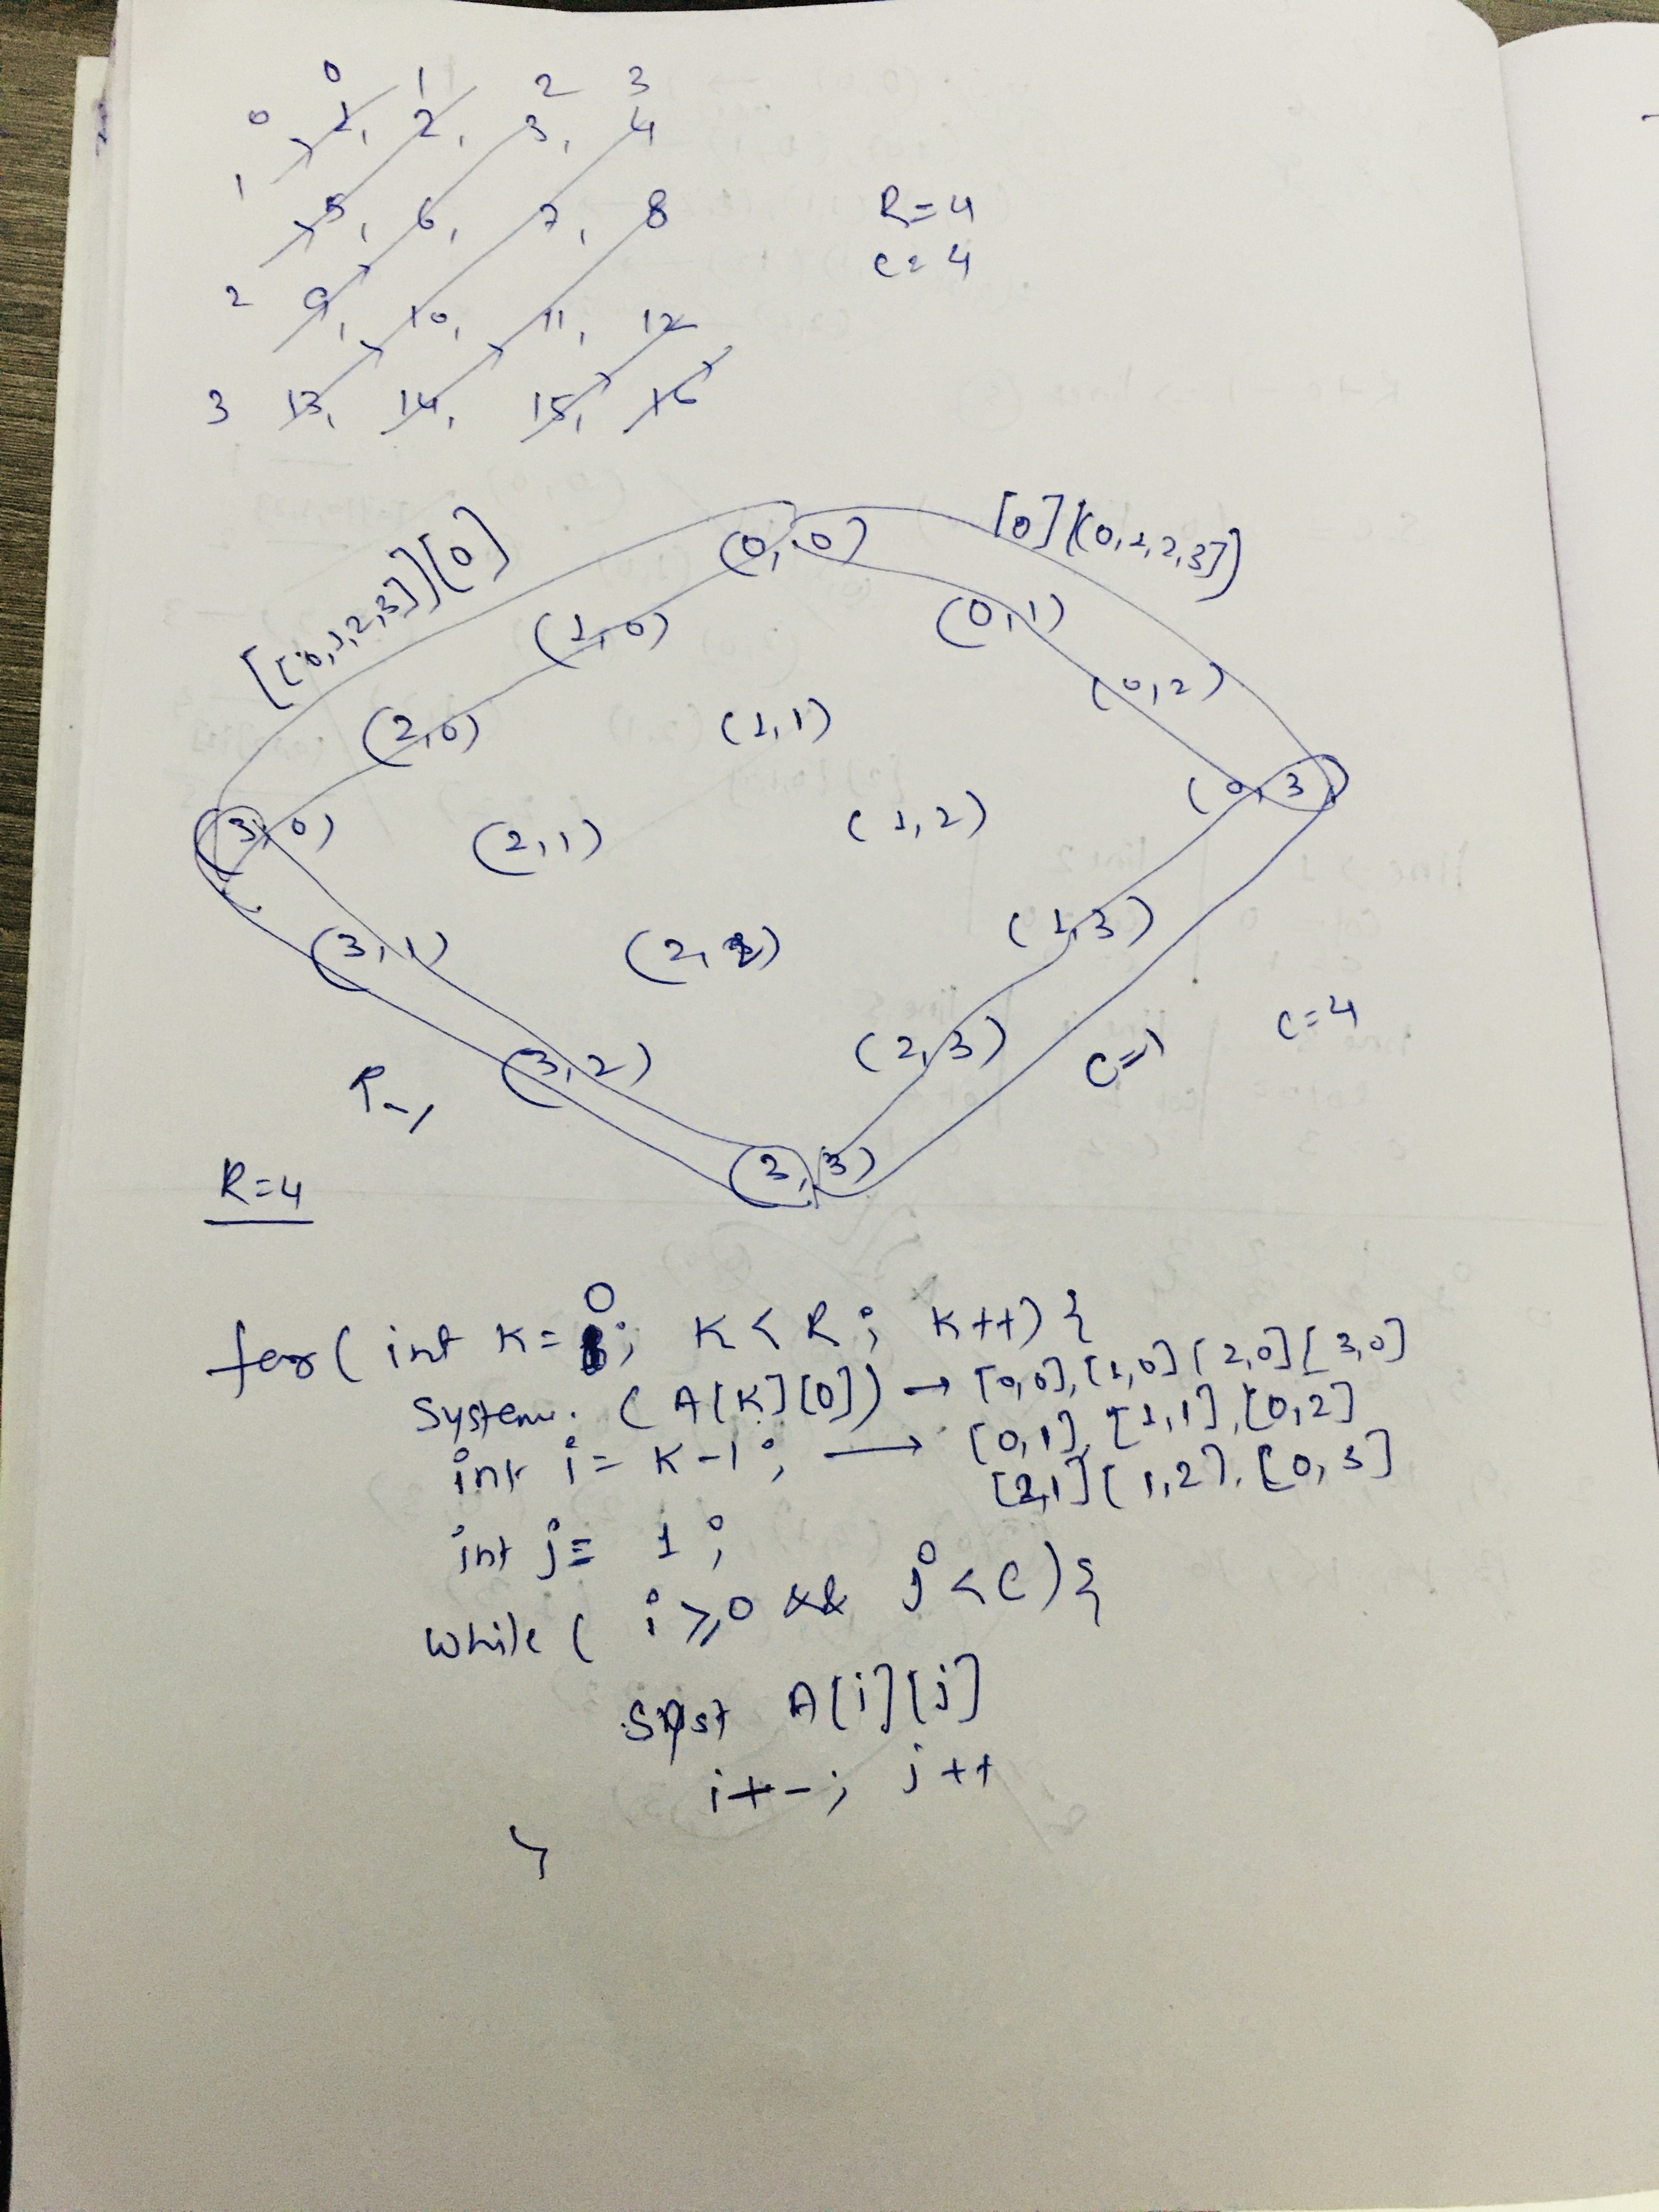 0 1 2 3
0 1, 2, 3, 4
1
5, 6, 7, 8
R=4
C=4
2 9, 10, 11, 12
3 13, 14, 15, 16
[[0,1,2,3]][0]
[0][(0,1,2,3]]
(0,0)
(1,0) (0,1)
(2,0) (1,1) (0,2)
(3,0) (2,1) (1,2) (0,3
(3,1) (2,2) (1,3)
(3,2) (2,3) C=1 C=4
(3,3)
R=4
for( int K=0; K<R; K++){
System. (A[K][0]) → [0,0],[1,0][2,0][3,0]
int i= K-1; → [0,1],[1,1],[0,2]
[2,1][1,2].[0,3]
int j= 1;
while( i≥0 && j<C){
A[i][j]
i--; j++
}